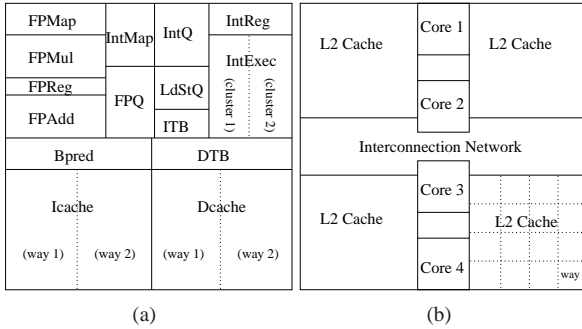 FPMap
IntMap
IntQ
IntReg
FPMul
IntExec
FPReg
FPAdd
FPQ
LdStQ
ITB
(cluster 1)
(cluster 2)
Bpred
DTB
Icache
Dcache
(way 1)
(way 2)
(way 1)
(way 2)
(a)
L2 Cache
Core 1
L2 Cache
Core 2
Interconnection Network
L2 Cache
Core 3
L2 Cache
Core 4
way
(b)